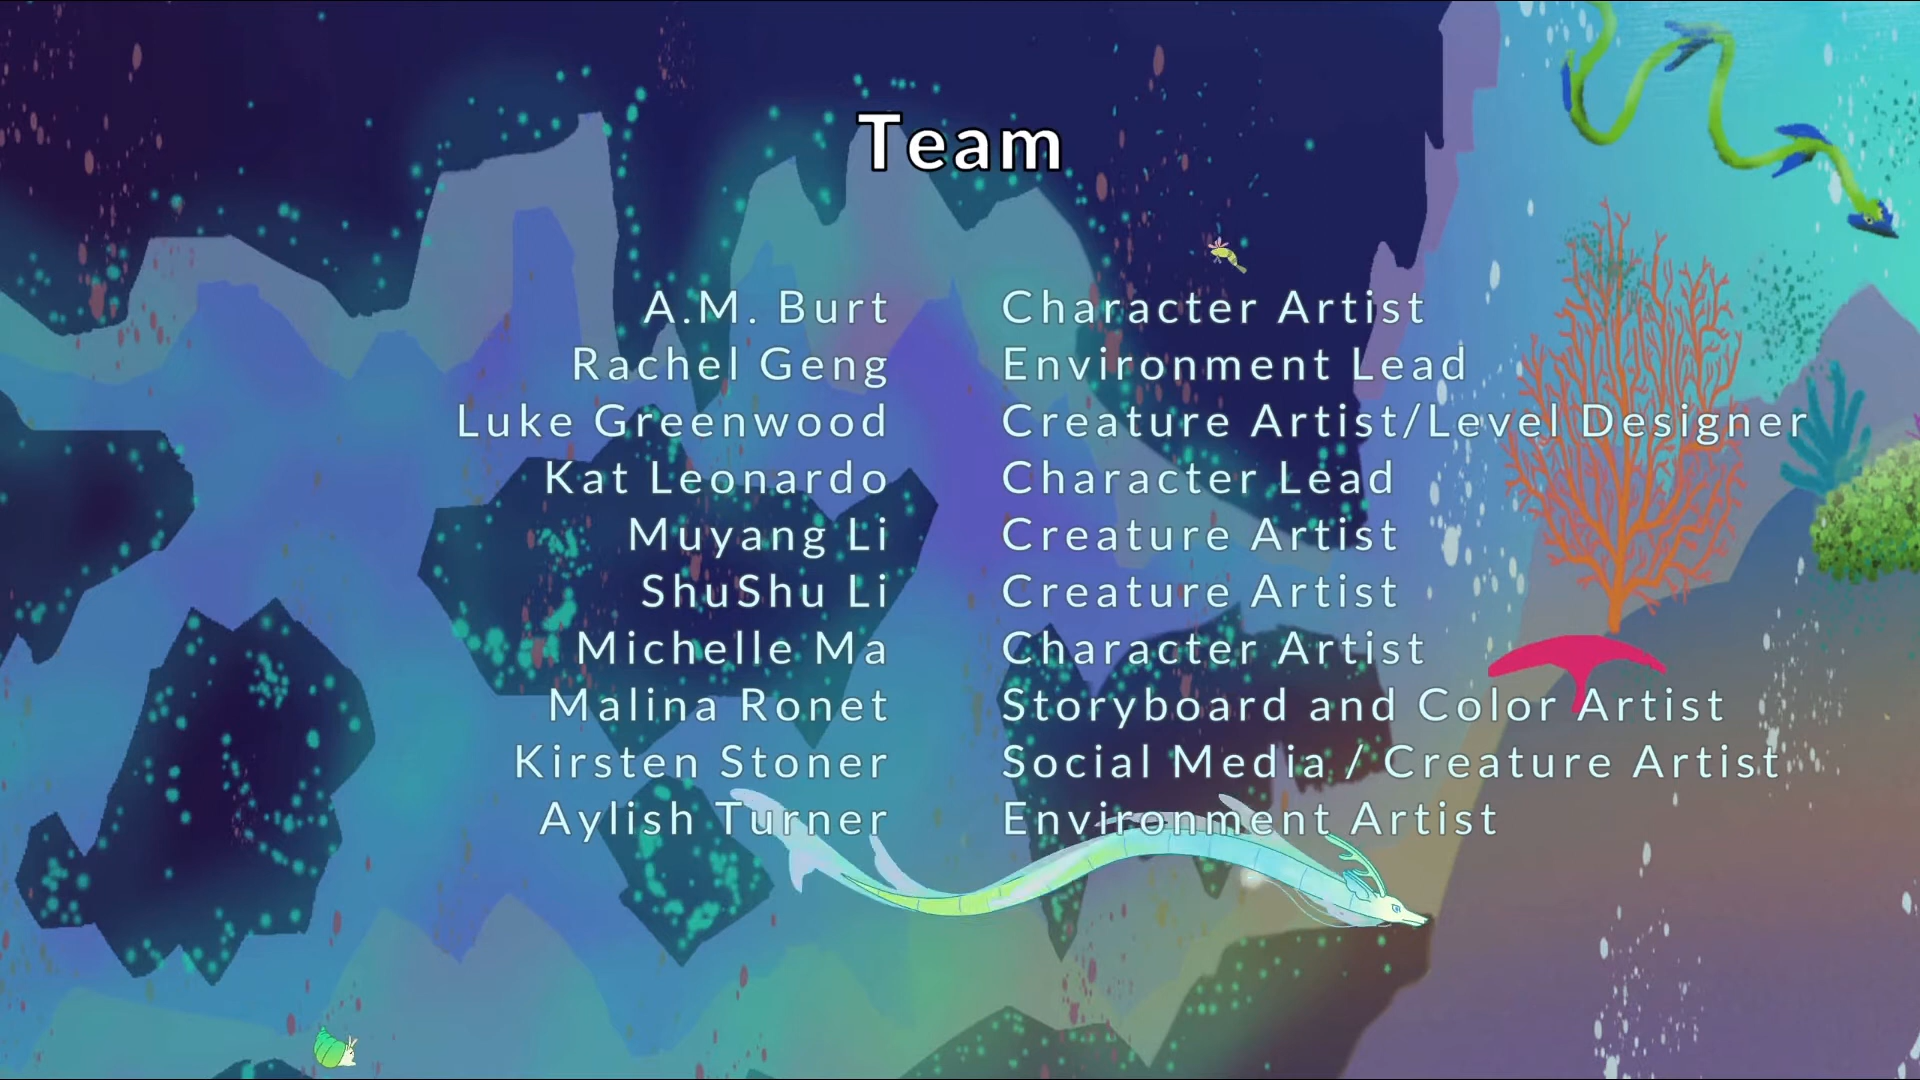 Team
A.M. Burt Character Artist
Rachel Geng Environment Lead
Luke Greenwood Creature Artist/Level Designer
Kat Leonardo Character Lead
Muyang Li Creature Artist
ShuShu Li Creature Artist
Michelle Ma Character Artist
Malina Ronet Storyboard and Color Artist
Kirsten Stoner Social Media / Creature Artist
Aylish Turner Environment Artist